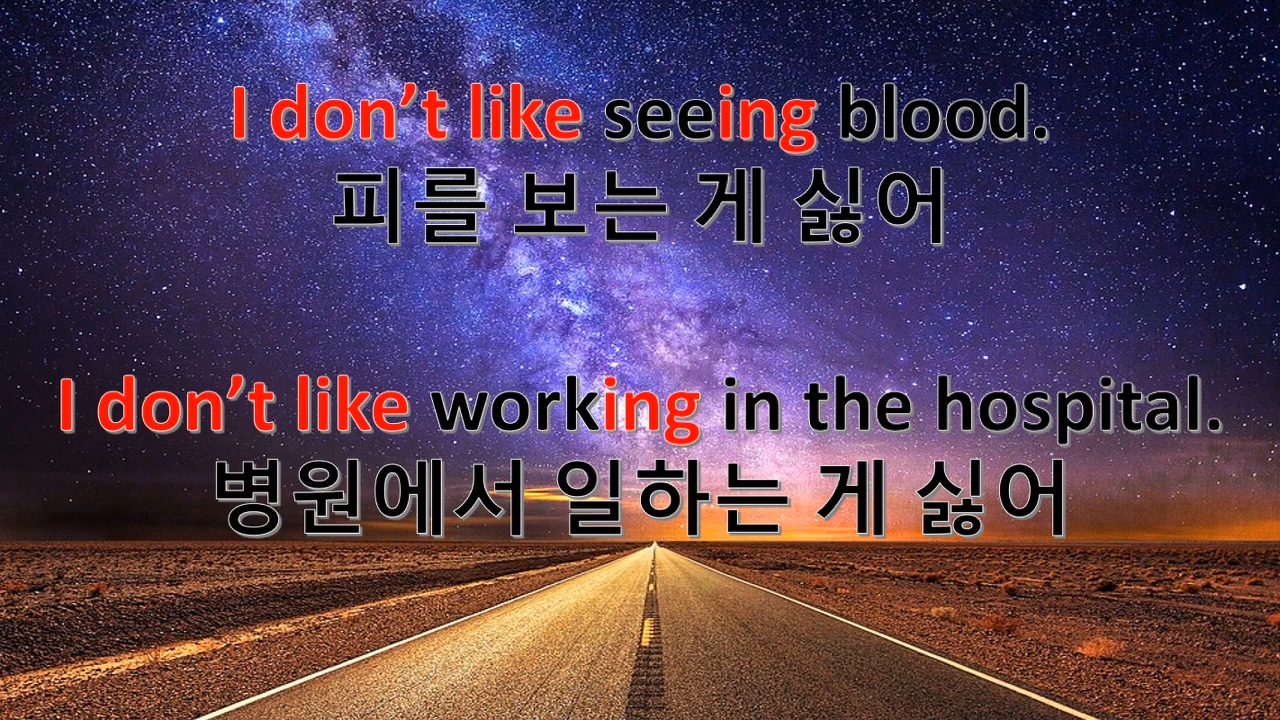 I don’t like seeing blood.
피를 보는 게 싫어
I don’t like working in the hospital.
병원에서 일하는 게 싫어